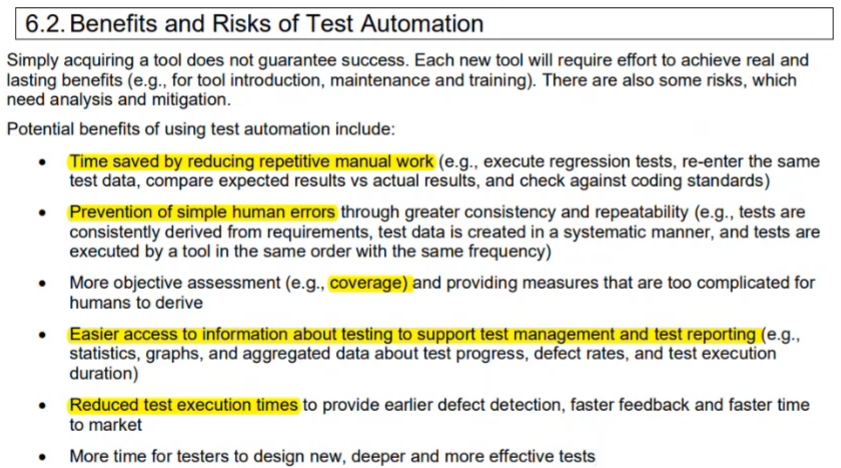 6.2. Benefits and Risks of Test Automation
Simply acquiring a tool does not guarantee success. Each new tool will require effort to achieve real and
lasting benefits (e.g., for tool introduction, maintenance and training). There are also some risks, which
need analysis and mitigation.
Potential benefits of using test automation include:
• Time saved by reducing repetitive manual work (e.g., execute regression tests, re-enter the same
test data, compare expected results vs actual results, and check against coding standards)
• Prevention of simple human errors through greater consistency and repeatability (e.g., tests are
consistently derived from requirements, test data is created in a systematic manner, and tests are
executed by a tool in the same order with the same frequency)
• More objective assessment (e.g., coverage) and providing measures that are too complicated for
humans to derive
• Easier access to information about testing to support test management and test reporting (e.g.,
statistics, graphs, and aggregated data about test progress, defect rates, and test execution
duration)
• Reduced test execution times to provide earlier defect detection, faster feedback and faster time
to market
• More time for testers to design new, deeper and more effective tests